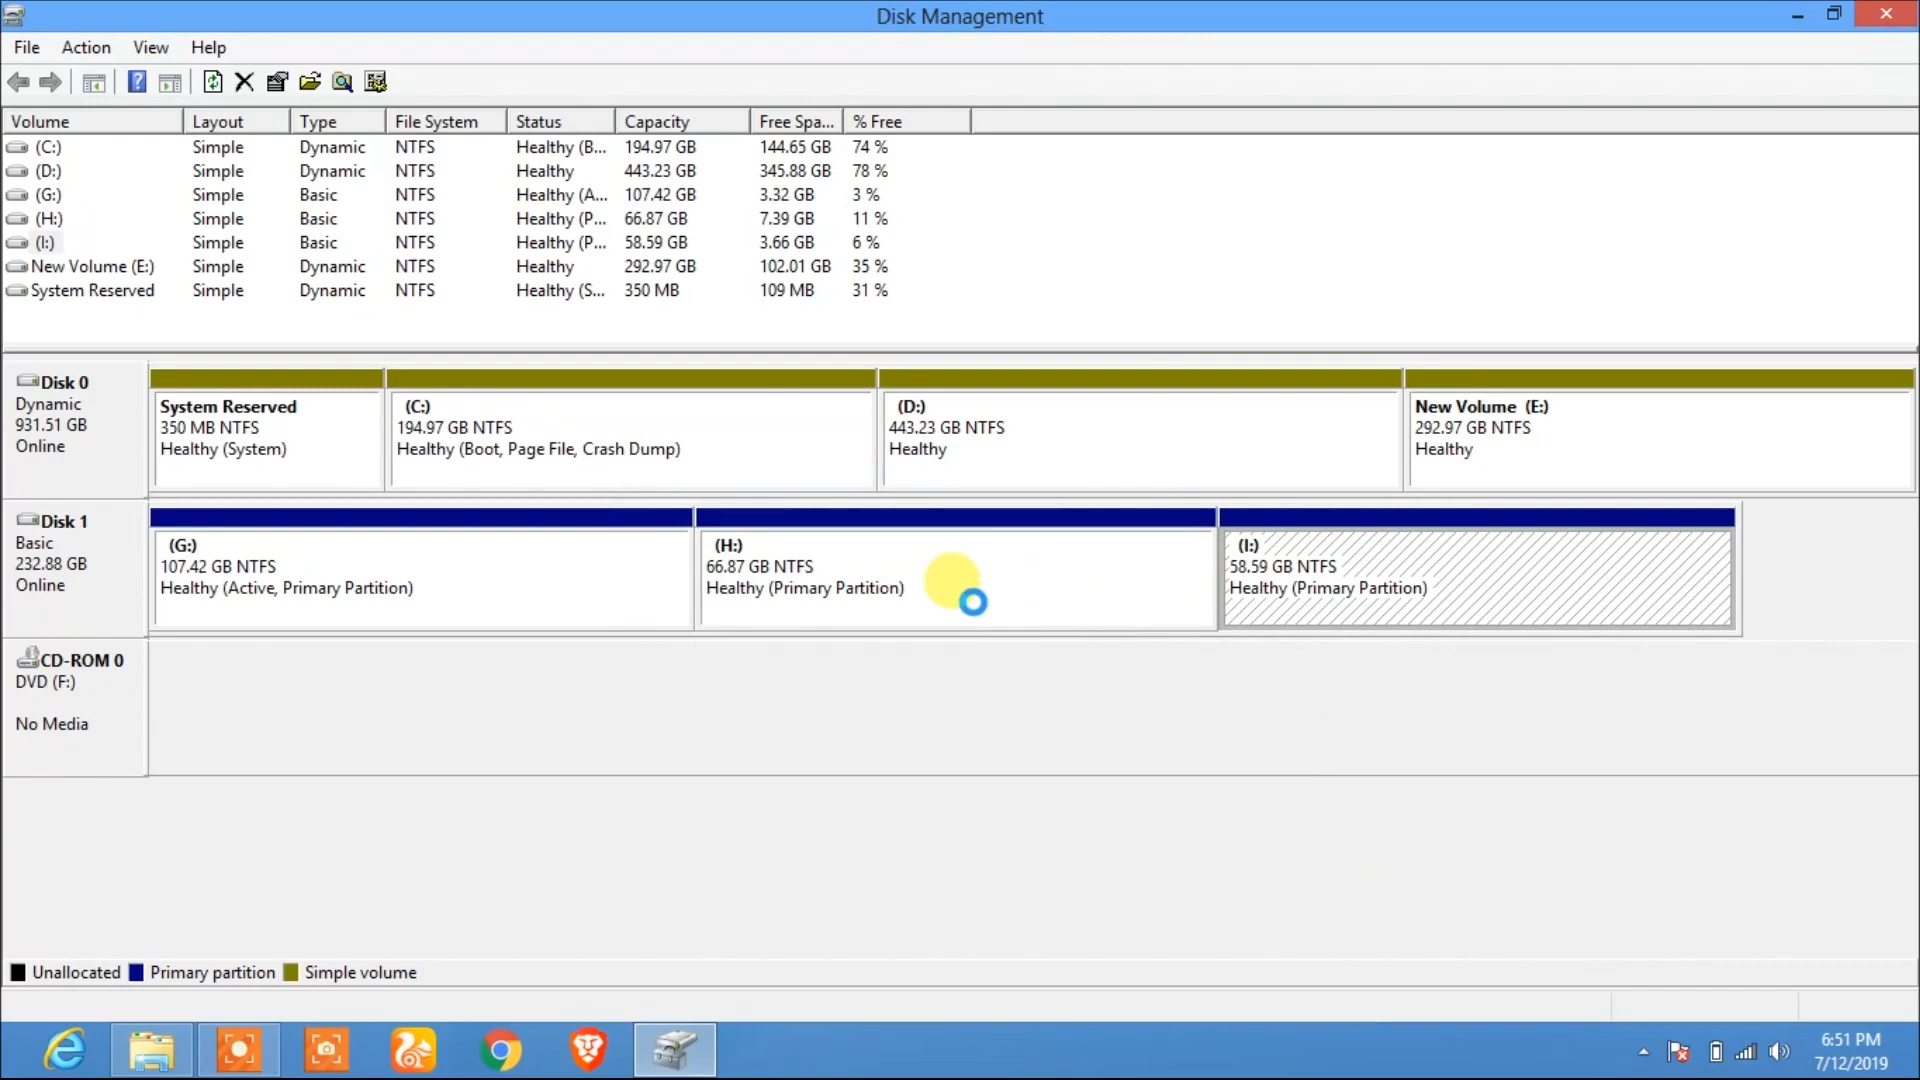 Disk Management
File Action View Help
Volume Layout Type File System Status Capacity Free Spa... % Free
(C:) Simple Dynamic NTFS Healthy (B... 194.97 GB 144.65 GB 74 %
(D:) Simple Dynamic NTFS Healthy 443.23 GB 345.88 GB 78 %
(G:) Simple Basic NTFS Healthy (A... 107.42 GB 3.32 GB 3 %
(H:) Simple Basic NTFS Healthy (P... 66.87 GB 7.39 GB 11 %
(I:) Simple Basic NTFS Healthy (P... 58.59 GB 3.66 GB 6 %
New Volume (E:) Simple Dynamic NTFS Healthy 292.97 GB 102.01 GB 35 %
System Reserved Simple Dynamic NTFS Healthy (S... 350 MB 109 MB 31 %
Disk 0
Dynamic
931.51 GB
Online
System Reserved
350 MB NTFS
Healthy (System)
(C:)
194.97 GB NTFS
Healthy (Boot, Page File, Crash Dump)
(D:)
443.23 GB NTFS
Healthy
New Volume (E:)
292.97 GB NTFS
Healthy
Disk 1
Basic
232.88 GB
Online
(G:)
107.42 GB NTFS
Healthy (Active, Primary Partition)
(H:)
66.87 GB NTFS
Healthy (Primary Partition)
(I:)
58.59 GB NTFS
Healthy (Primary Partition)
CD-ROM 0
DVD (F:)
No Media
Unallocated Primary partition Simple volume
6:51 PM
7/12/2019